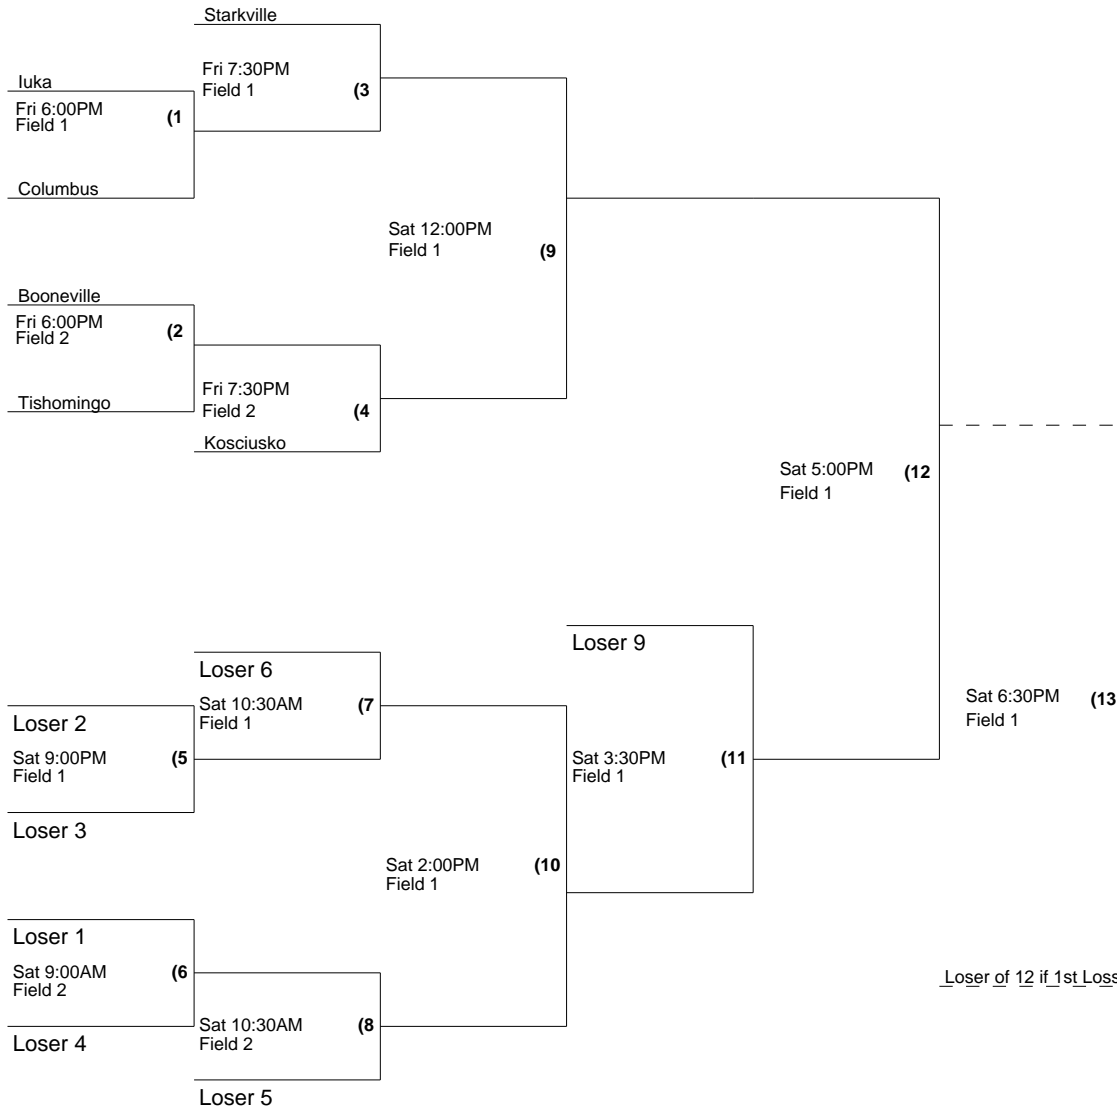 Starkville
Fri 7:30PM
Field 1
(3
Iuka
Fri 6:00PM
Field 1
(1
Columbus
Sat 12:00PM
Field 1
(9
Booneville
Fri 6:00PM
Field 2
(2
Tishomingo
Fri 7:30PM
Field 2
(4
Kosciusko
Sat 5:00PM
Field 1
(12
Loser 9
Loser 6
Sat 10:30AM
Field 1
(7
Loser 2
Sat 9:00PM
Field 1
(5
Loser 3
Sat 3:30PM
Field 1
(11
Sat 6:30PM
Field 1
(13
Sat 2:00PM
Field 1
(10
Loser 1
Sat 9:00AM
Field 2
(6
Loser 4
Sat 10:30AM
Field 2
(8
Loser 5
Loser of 12 if 1st Loss